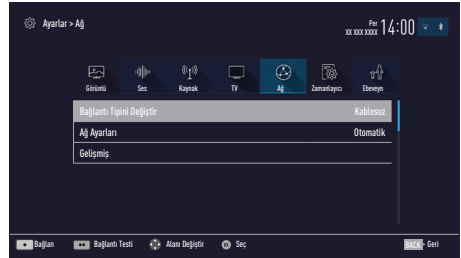 Ayarlar > Ağ
Per
xx xxx xxxx 14:00
Görüntü Ses Kaynak TV Ağ Zamanlayıcı Ebeveyn
Bağlantı Tipini Değiştir Kablosuz
Ağ Ayarları Otomatik
Gelişmiş
Bağlan Bağlantı Testi Alanı Değiştir OK Seç BACK Geri